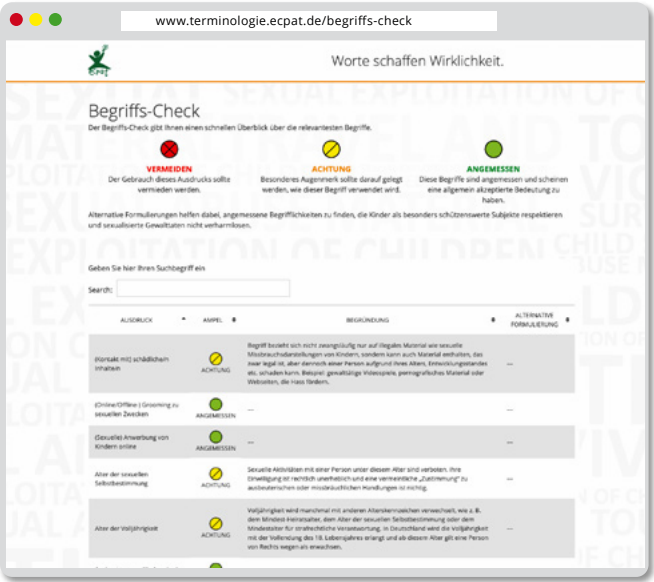 www.terminologie.ecpat.de/begriffs-check
ecpat
Worte schaffen Wirklichkeit.
Begriffs-Check
Der Begriffs-Check gibt Ihnen einen schnellen Überblick über die relevantesten Begriffe.
VERMEIDEN
Der Gebrauch dieses Ausdrucks sollte
vermieden werden.
ACHTUNG
Besonderes Augenmerk sollte darauf gelegt
werden, wie dieser Begriff verwendet wird.
ANGEMESSEN
Diese Begriffe sind angemessen und scheinen
eine allgemein akzeptierte Bedeutung zu
haben.
Alternative Formulierungen helfen dabei, angemessene Begrifflichkeiten zu finden, die Kinder als besonders schützenswerte Subjekte respektieren
und sexualisierte Gewalttaten nicht verharmlosen.
Geben Sie hier Ihren Suchbegriff ein
Search:
AUSDRUCK
AMPEL
BEGRÜNDUNG
ALTERNATIVE
FORMULIERUNG
(Kontakt mit) schädliche/n
Inhalte/n
ACHTUNG
Begriff bezieht sich nicht zwangsläufig nur auf illegales Material wie sexuelle
Missbrauchsdarstellungen von Kindern, sondern kann auch Material enthalten, das
zwar legal ist, aber dennoch einer Person aufgrund ihres Alters, Entwicklungsstandes
etc. schaden kann. Beispiel: gewalttätige Videospiele, pornografisches Material oder
Webseiten, die Hass fördern.
---
(Online/Offline-) Grooming zu
sexuellen Zwecken
ANGEMESSEN
---
---
(Sexuelle) Anwerbung von
Kindern online
ANGEMESSEN
---
---
Alter der sexuellen
Selbstbestimmung
ACHTUNG
Sexuelle Aktivitäten mit einer Person unter diesem Alter sind verboten. Ihre
Einwilligung ist rechtlich unerheblich und eine vermeintliche „Zustimmung“ zu
ausbeuterischen oder missbräuchlichen Handlungen ist nichtig.
---
Alter der Volljährigkeit
ACHTUNG
Volljährigkeit wird manchmal mit anderen Alterskennzeichen verwechselt, wie z. B.
dem Mindest-Heiratsalter, dem Alter der sexuellen Selbstbestimmung oder dem
Mindestalter für strafrechtliche Verantwortung. In Deutschland wird die Volljährigkeit
mit der Vollendung des 18. Lebensjahres erlangt und ab diesem Alter gilt eine Person
von Rechts wegen als erwachsen.
---